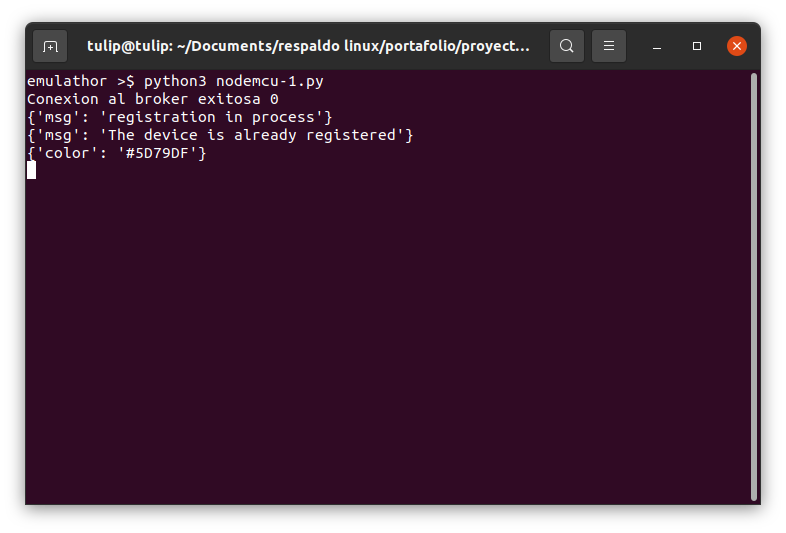 tulip@tulip: ~/Documents/respaldo linux/portafolio/proyect...
emulathor >$ python3 nodemcu-1.py
Conexion al broker exitosa 0
{'msg': 'registration in process'}
{'msg': 'The device is already registered'}
{'color': '#5D79DF'}